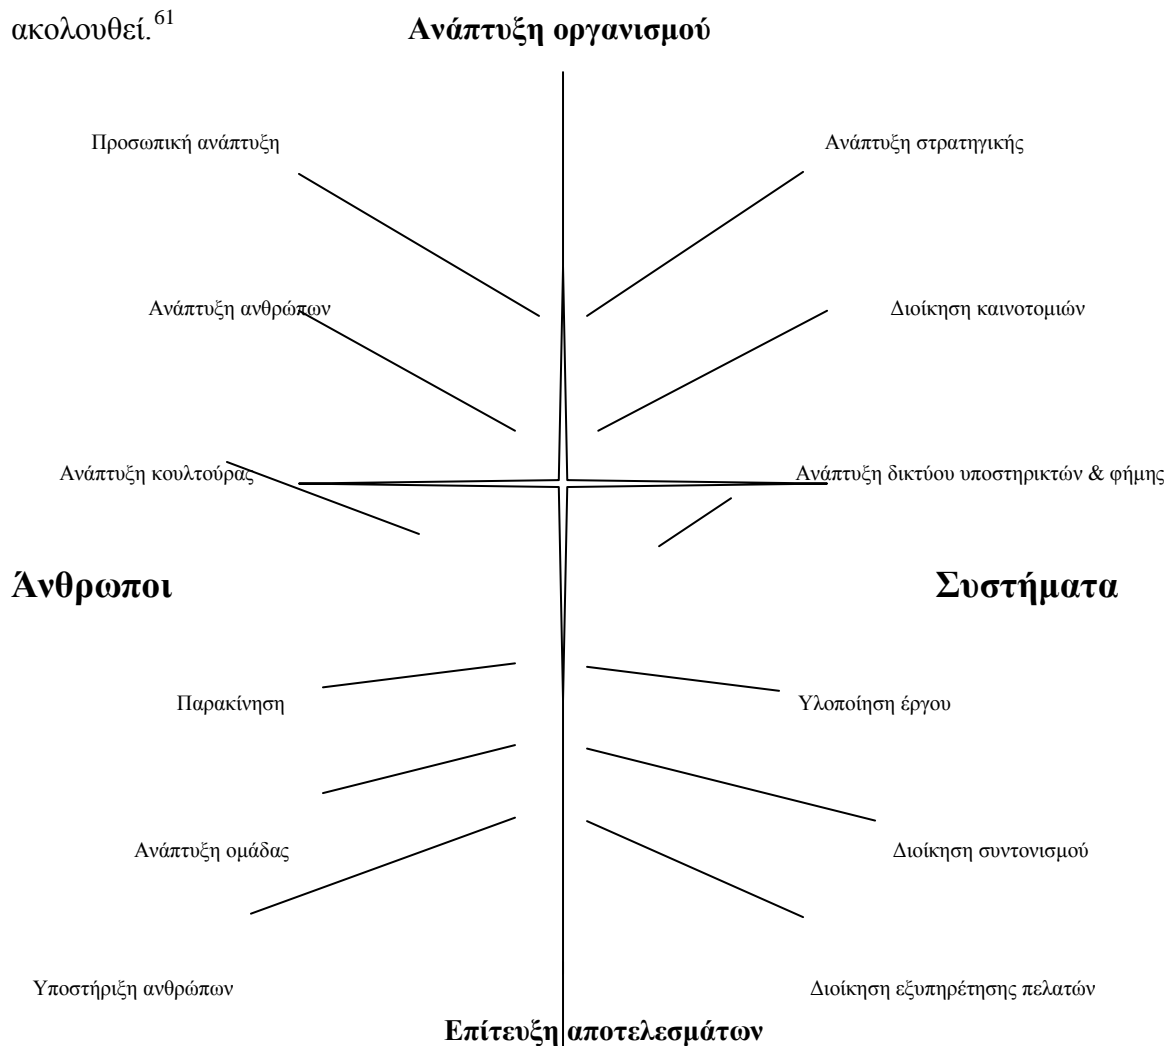 ακολουθεί.61 Ανάπτυξη οργανισμού
Προσωπική ανάπτυξη Ανάπτυξη στρατηγικής
Ανάπτυξη ανθρώπων Διοίκηση καινοτομιών
Ανάπτυξη κουλτούρας Ανάπτυξη δικτύου υποστηρικτών & φήμης
Άνθρωποι Συστήματα
Παρακίνηση Υλοποίηση έργου
Ανάπτυξη ομάδας Διοίκηση συντονισμού
Υποστήριξη ανθρώπων Διοίκηση εξυπηρέτησης πελατών
Επίτευξη αποτελεσμάτων